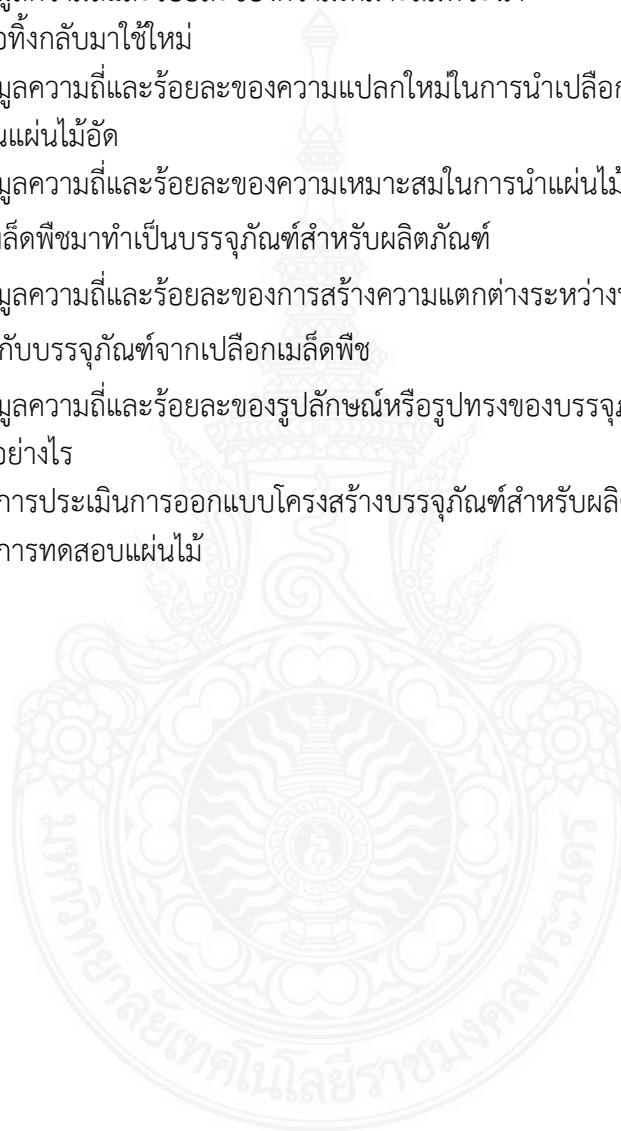 อทิ้งกลับมาใช้ใหม่
มูลความถี่และร้อยละของความแปลกใหม่ในการนำเปลือก
นแผ่นไม้อัด
มูลความถี่และร้อยละของความเหมาะสมในการนำแผ่นไม้
มล็ดพืชมาทำเป็นบรรจุภัณฑ์สำหรับผลิตภัณฑ์
มูลความถี่และร้อยละของการสร้างความแตกต่างระหว่าง
กับบรรจุภัณฑ์จากเปลือกเมล็ดพืช
มูลความถี่และร้อยละของรูปลักษณ์หรือรูปทรงของบรรจุภ
อย่างไร
การประเมินการออกแบบโครงสร้างบรรจุภัณฑ์สำหรับผลิ
การทดสอบแผ่นไม้
มหาวิทยาลัยเทคโนโลยีราชมงคลพระนคร